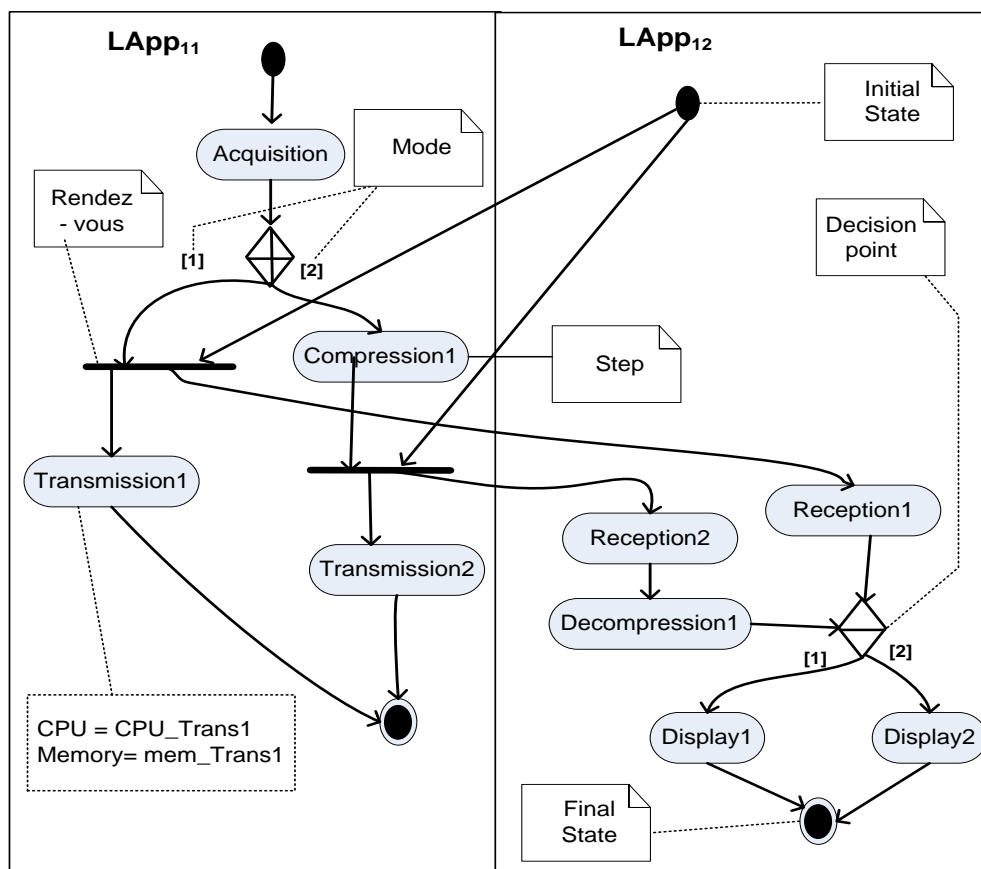 LApp₁₁
LApp₁₂
Initial
State
Acquisition
Mode
Rendez
- vous
Decision
point
[1]
[2]
Compression1
Step
Transmission1
Reception1
Reception2
Transmission2
Decompression1
[1]
[2]
CPU = CPU_Trans1
Memory= mem_Trans1
Display1
Display2
Final
State